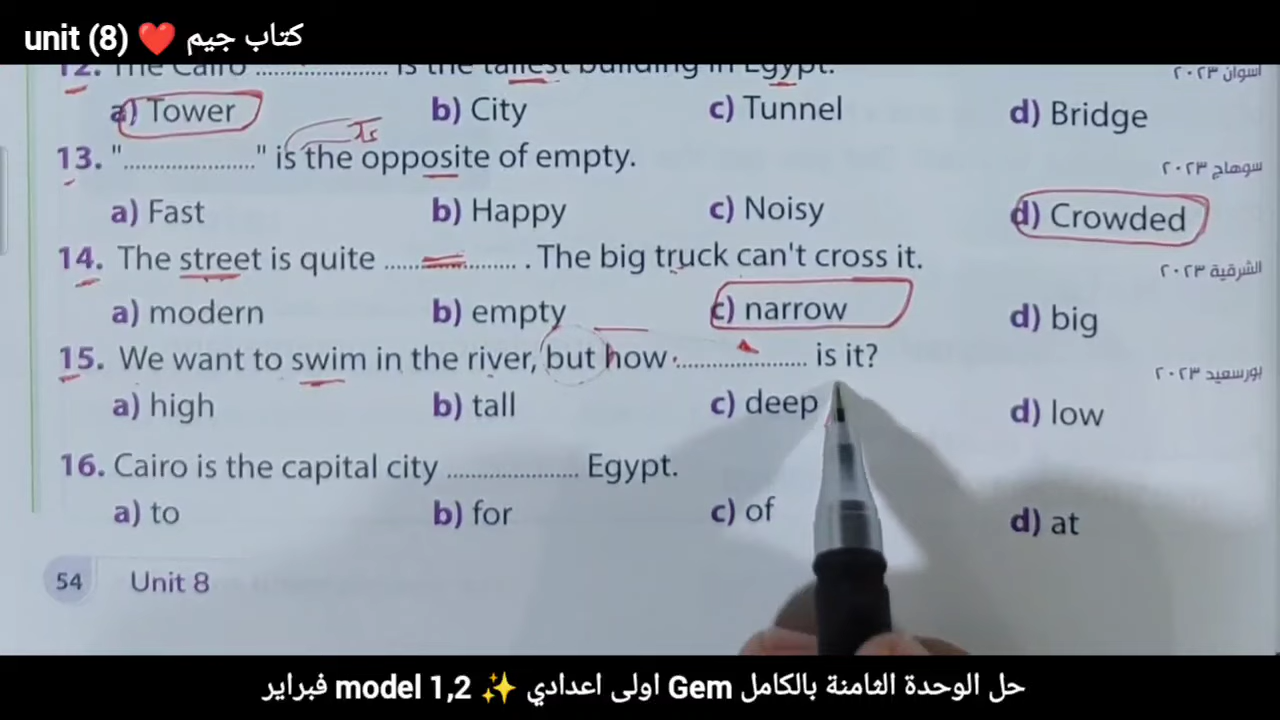 unit (8) ❤️ كتاب جيم
12. The Cairo ..................... is the tallest building in Egypt.
اسوان ٢٠٢٣
a) Tower b) City c) Tunnel d) Bridge
13. "....................." is the opposite of empty.
سوهاج ٢٠٢٣
a) Fast b) Happy c) Noisy d) Crowded
14. The street is quite ..................... . The big truck can't cross it.
الشرقية ٢٠٢٣
a) modern b) empty c) narrow d) big
15. We want to swim in the river, but how ..................... is it?
بورسعيد ٢٠٢٣
a) high b) tall c) deep d) low
16. Cairo is the capital city ..................... Egypt.
a) to b) for c) of d) at
54 Unit 8
حل الوحدة الثامنة بالكامل Gem اولى اعدادي ✨ model 1,2 فبراير